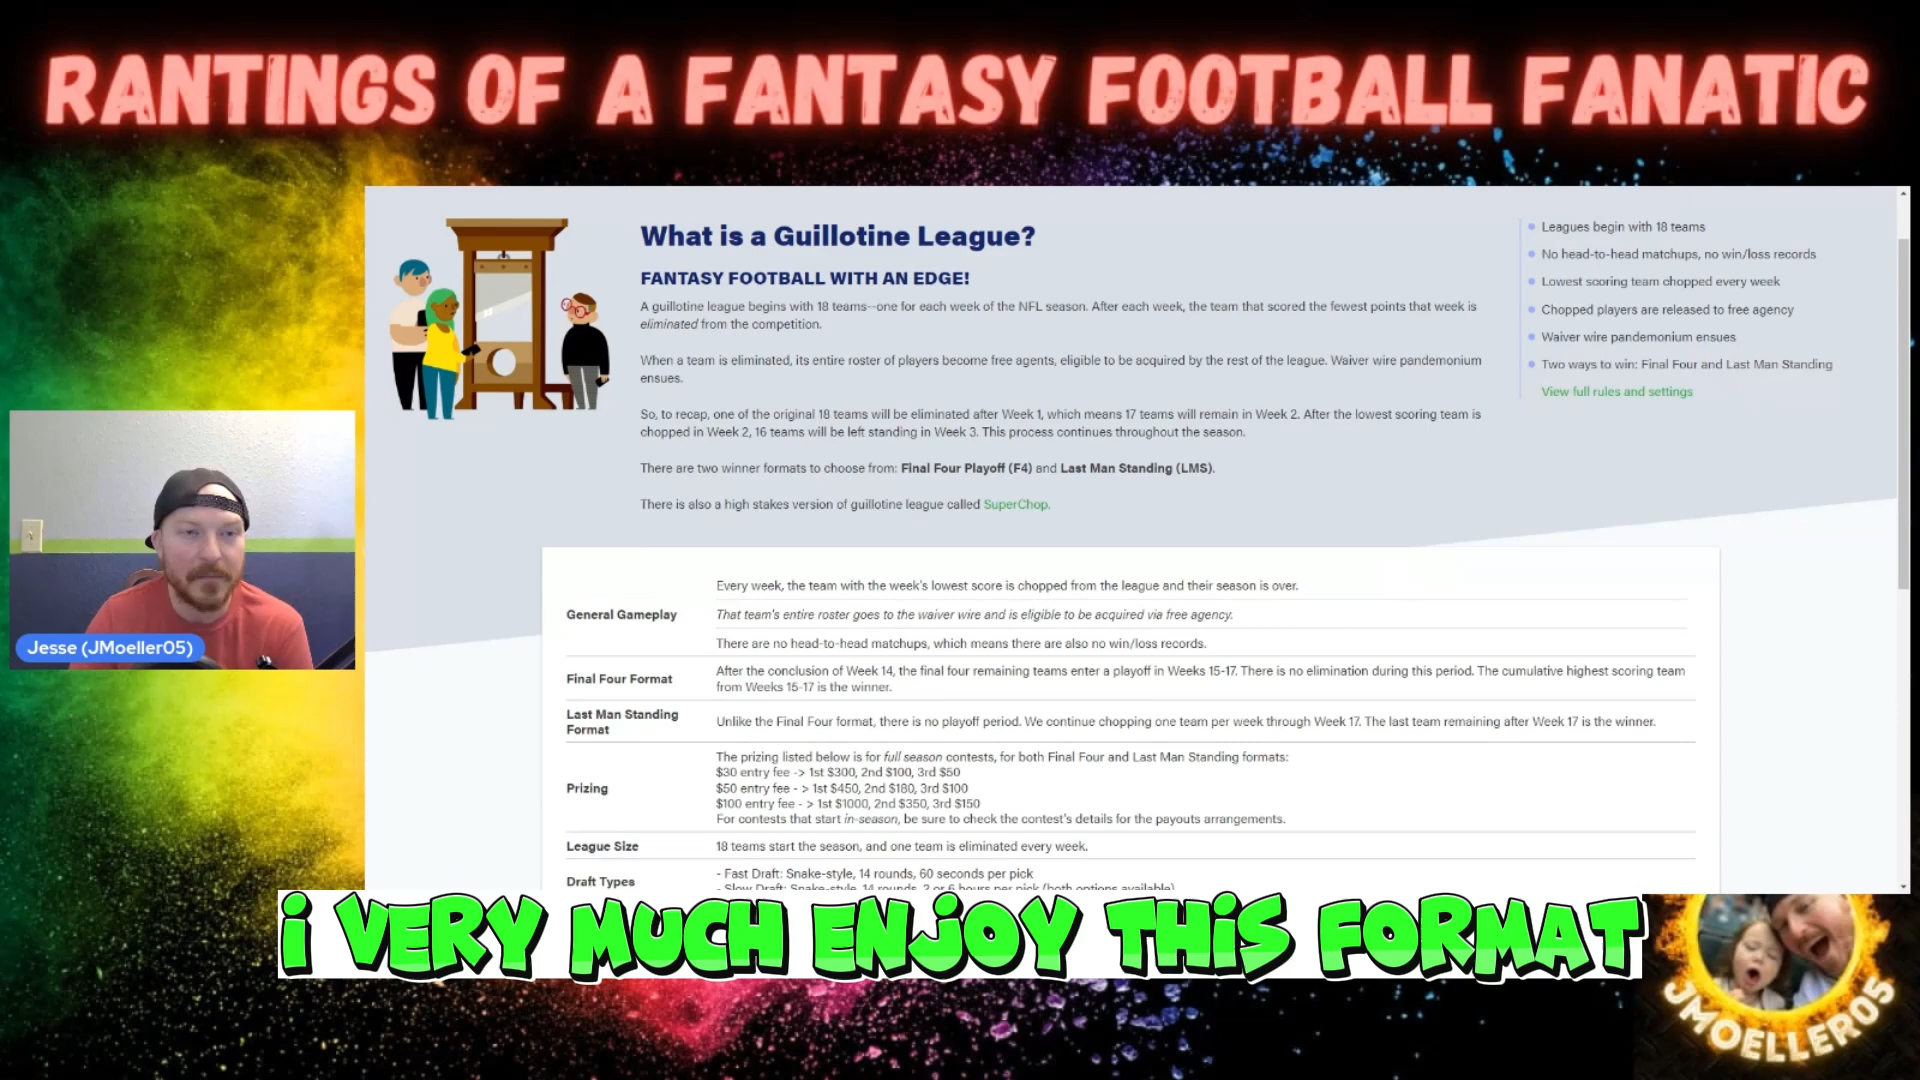 RANTINGS OF A FANTASY FOOTBALL FANATIC
What is a Guillotine League?
FANTASY FOOTBALL WITH AN EDGE!
A guillotine league begins with 18 teams--one for each week of the NFL season. After each week, the team that scored the fewest points that week is
eliminated from the competition.
When a team is eliminated, its entire roster of players become free agents, eligible to be acquired by the rest of the league. Waiver wire pandemonium
ensues.
So, to recap, one of the original 18 teams will be eliminated after Week 1, which means 17 teams will remain in Week 2. After the lowest scoring team is
chopped in Week 2, 16 teams will be left standing in Week 3. This process continues throughout the season.
There are two winner formats to choose from: Final Four Playoff (F4) and Last Man Standing (LMS).
There is also a high stakes version of guillotine league called SuperChop.
Leagues begin with 18 teams
No head-to-head matchups, no win/loss records
Lowest scoring team chopped every week
Chopped players are released to free agency
Waiver wire pandemonium ensues
Two ways to win: Final Four and Last Man Standing
View full rules and settings
Jesse (JMoeller05)
General Gameplay
Every week, the team with the week's lowest score is chopped from the league and their season is over.
That team's entire roster goes to the waiver wire and is eligible to be acquired via free agency.
There are no head-to-head matchups, which means there are also no win/loss records.
Final Four Format
After the conclusion of Week 14, the final four remaining teams enter a playoff in Weeks 15-17. There is no elimination during this period. The cumulative highest scoring team
from Weeks 15-17 is the winner.
Last Man Standing
Format
Unlike the Final Four format, there is no playoff period. We continue chopping one team per week through Week 17. The last team remaining after Week 17 is the winner.
Prizing
The prizing listed below is for full season contests, for both Final Four and Last Man Standing formats:
$30 entry fee -> 1st $300, 2nd $100, 3rd $50
$50 entry fee - > 1st $450, 2nd $180, 3rd $100
$100 entry fee - > 1st $1000, 2nd $350, 3rd $150
For contests that start in-season, be sure to check the contest's details for the payouts arrangements.
League Size
18 teams start the season, and one team is eliminated every week.
Draft Types
- Fast Draft: Snake-style, 14 rounds, 60 seconds per pick
- Slow Draft: Snake-style, 14 rounds, 2 or 6 hours per pick (both options available)
I VERY MUCH ENJOY THIS FORMAT
JMOELLER05